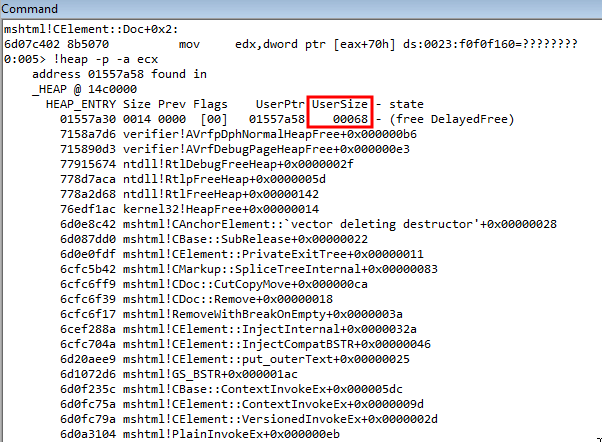 Command
mshtml!CElement::Doc+0x2:
6d07c402 8b5070 mov edx,dword ptr [eax+70h] ds:0023:f0f0f160=????????
0:005> !heap -p -a ecx
address 01557a58 found in
_HEAP @ 14c0000
HEAP_ENTRY Size Prev Flags UserPtr UserSize - state
01557a30 0014 0000 [00] 01557a58 00068 - (free DelayedFree)
7158a7d6 verifier!AVrfpDphNormalHeapFree+0x000000b6
715890d3 verifier!AVrfDebugPageHeapFree+0x000000e3
77915674 ntdll!RtlDebugFreeHeap+0x0000002f
778d7aca ntdll!RtlpFreeHeap+0x0000005d
778a2d68 ntdll!RtlFreeHeap+0x00000142
76edf1ac kernel32!HeapFree+0x00000014
6d0e8c42 mshtml!CAnchorElement::`vector deleting destructor'+0x00000028
6d087dd0 mshtml!CBase::SubRelease+0x00000022
6d0e0fdf mshtml!CElement::PrivateExitTree+0x00000011
6cfc5b42 mshtml!CMarkup::SpliceTreeInternal+0x00000083
6cfc6ff9 mshtml!CDoc::CutCopyMove+0x000000ca
6cfc6f39 mshtml!CDoc::Remove+0x00000018
6cfc6f17 mshtml!RemoveWithBreakOnEmpty+0x0000003a
6cef288a mshtml!CElement::InjectInternal+0x0000032a
6cfc704a mshtml!CElement::InjectCompatBSTR+0x00000046
6d20aee9 mshtml!CElement::put_outerText+0x00000025
6d1072d6 mshtml!GS_BSTR+0x000001ac
6d0f235c mshtml!CBase::ContextInvokeEx+0x000005dc
6d0fc75a mshtml!CElement::ContextInvokeEx+0x0000009d
6d0fc79a mshtml!CElement::VersionedInvokeEx+0x0000002d
6d0a3104 mshtml!PlainInvokeEx+0x000000eb